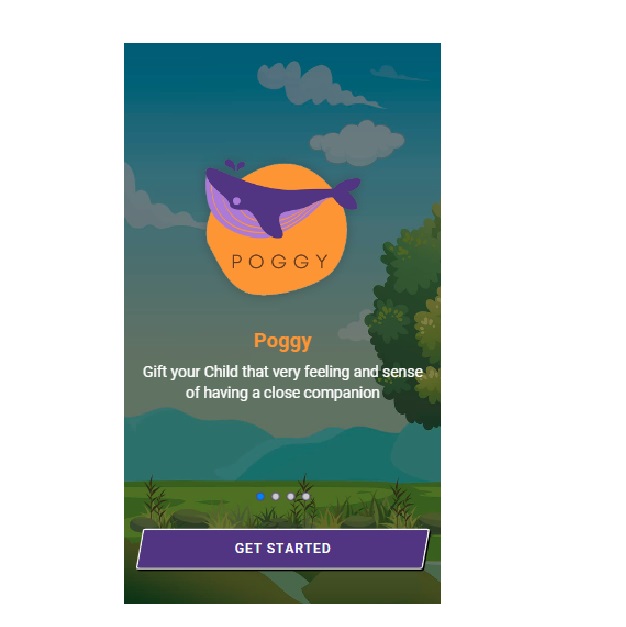 POGGY
Poggy
Gift your Child that very feeling and sense
of having a close companion
GET STARTED